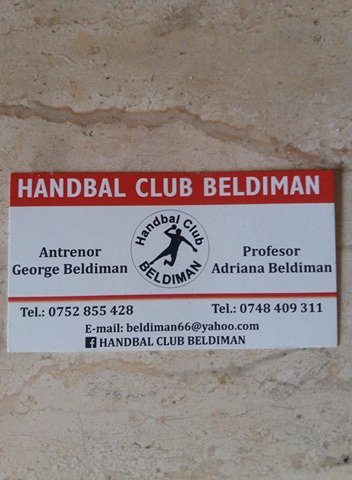 HANDBAL CLUB BELDIMAN
Handbal Club
BELDIMAN
Antrenor
George Beldiman
Profesor
Adriana Beldiman
Tel.: 0752 855 428
Tel.: 0748 409 311
E-mail: beldiman66@yahoo.com
f HANDBAL CLUB BELDIMAN